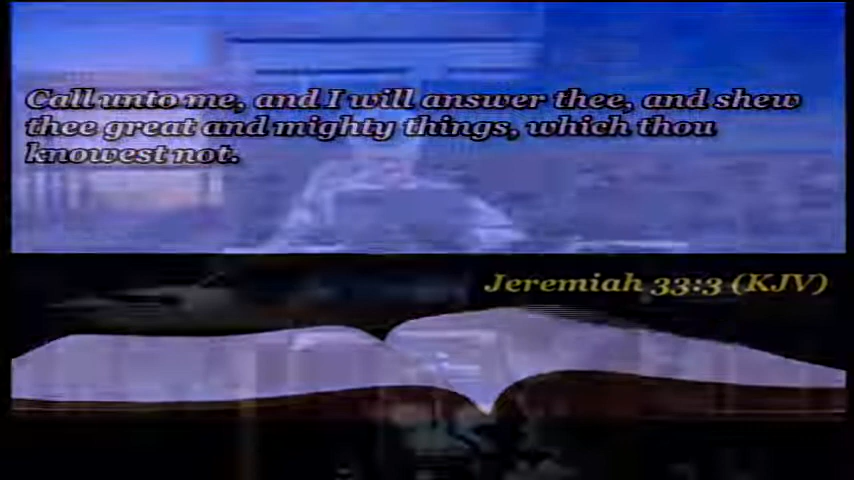 Call unto me, and I will answer thee, and shew
thee great and mighty things, which thou
knowest not.
Jeremiah 33:3 (KJV)